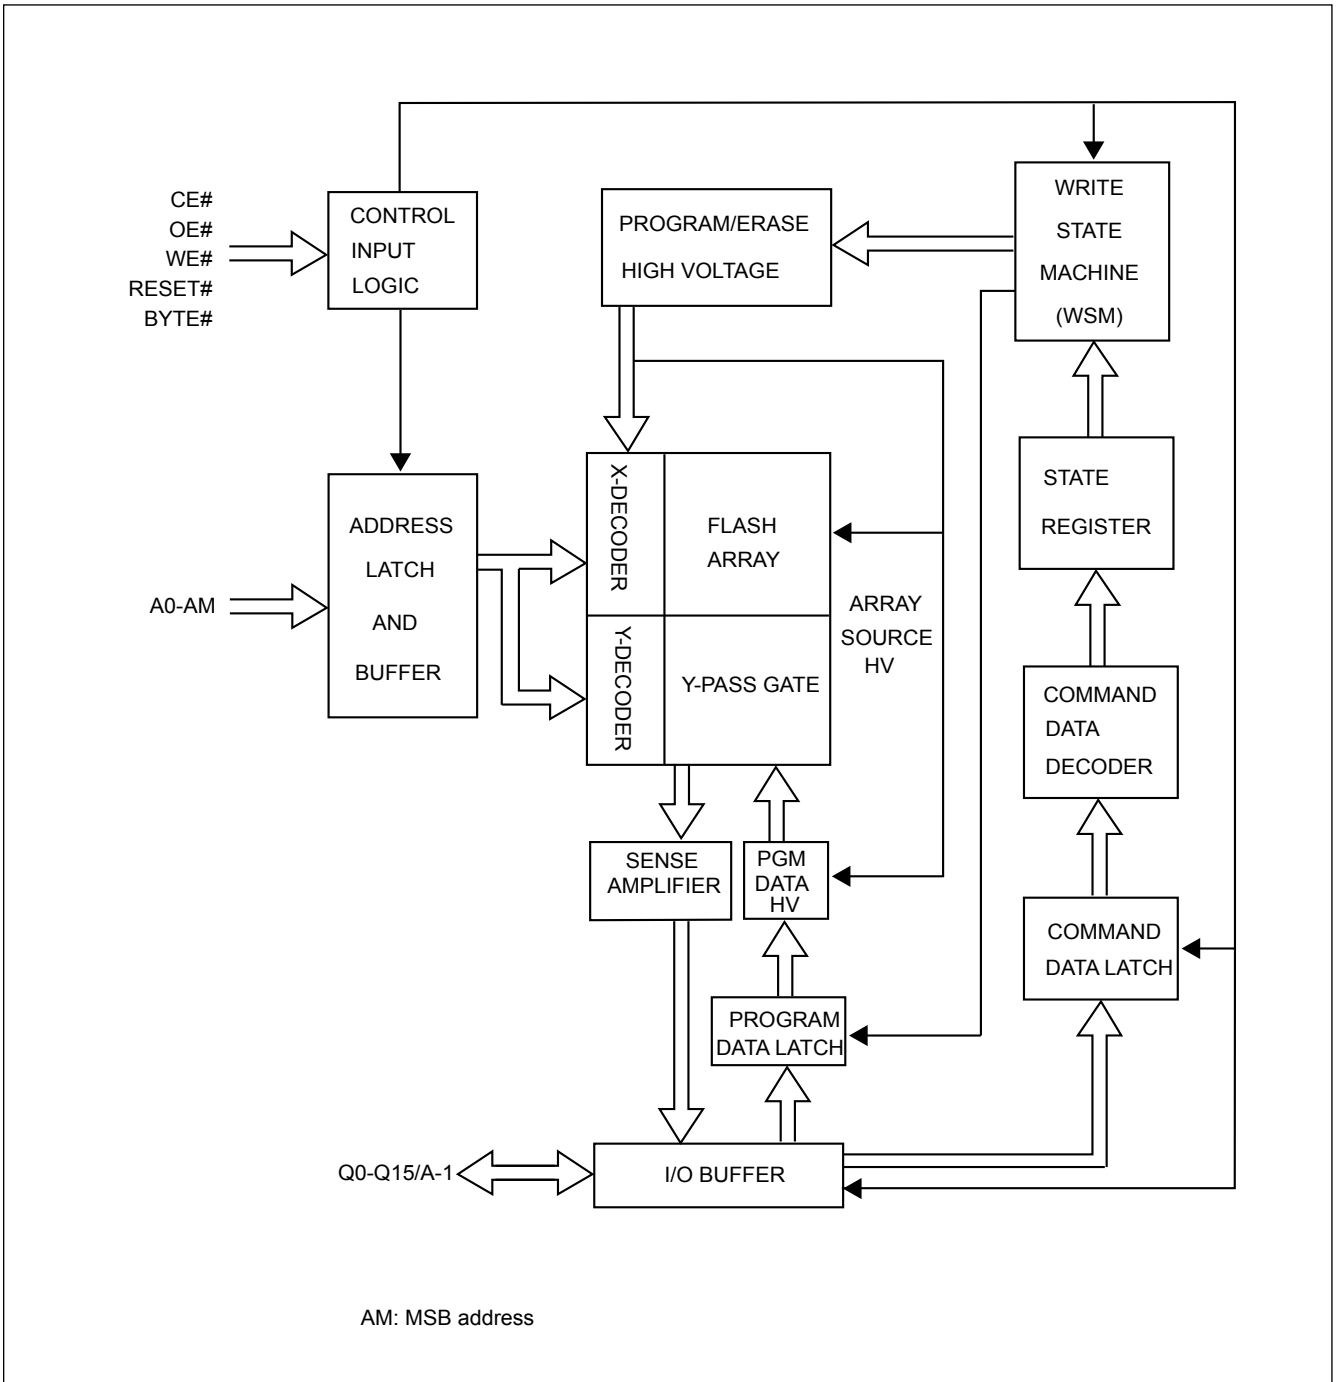 CE#
OE#
WE#
RESET#
BYTE#
CONTROL
INPUT
LOGIC
PROGRAM/ERASE
HIGH VOLTAGE
WRITE
STATE
MACHINE
(WSM)
STATE
REGISTER
A0-AM
ADDRESS
LATCH
AND
BUFFER
X-DECODER
FLASH
ARRAY
Y-DECODER
Y-PASS GATE
ARRAY
SOURCE
HV
COMMAND
DATA
DECODER
SENSE
AMPLIFIER
PGM
DATA
HV
COMMAND
DATA LATCH
PROGRAM
DATA LATCH
Q0-Q15/A-1
I/O BUFFER
AM: MSB address